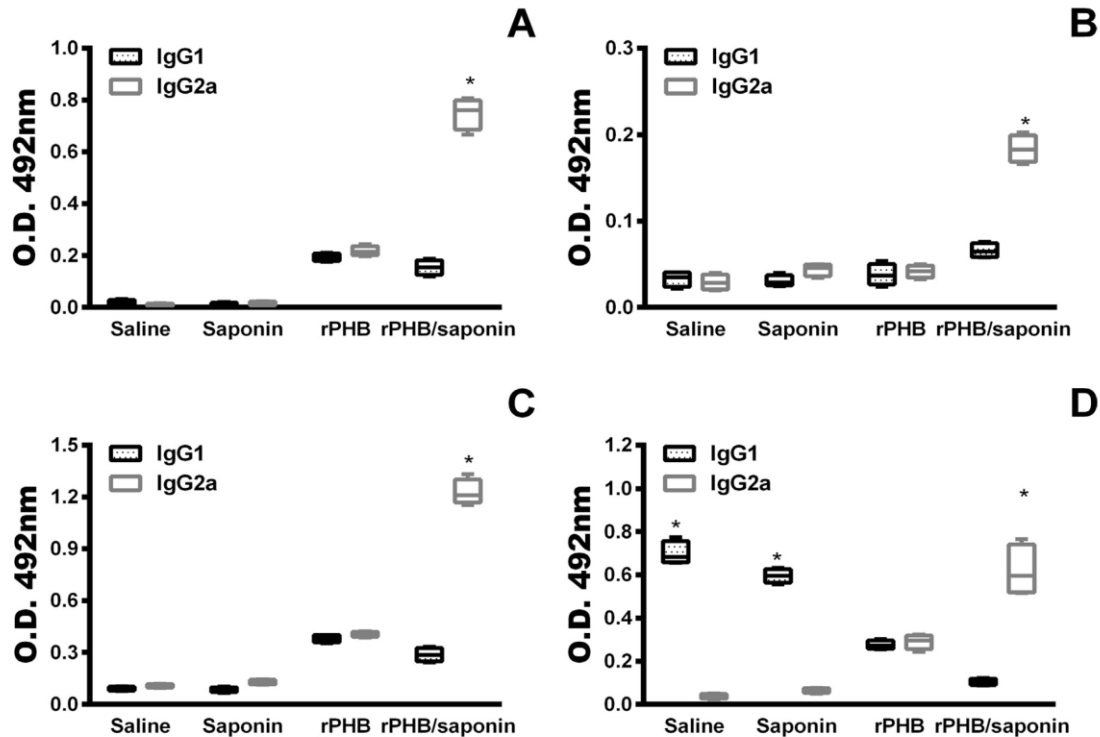 A
O.D. 492nm
1.0
0.8
0.6
0.4
0.2
0.0
IgG1
IgG2a
*
Saline Saponin rPHB rPHB/saponin
B
O.D. 492nm
0.3
0.2
0.1
0.0
IgG1
IgG2a
*
Saline Saponin rPHB rPHB/saponin
C
O.D. 492nm
1.5
1.2
0.9
0.6
0.3
0.0
IgG1
IgG2a
*
Saline Saponin rPHB rPHB/saponin
D
O.D. 492nm
1.2
1.0
0.8
0.6
0.4
0.2
0.0
IgG1
IgG2a
*
*
*
Saline Saponin rPHB rPHB/saponin